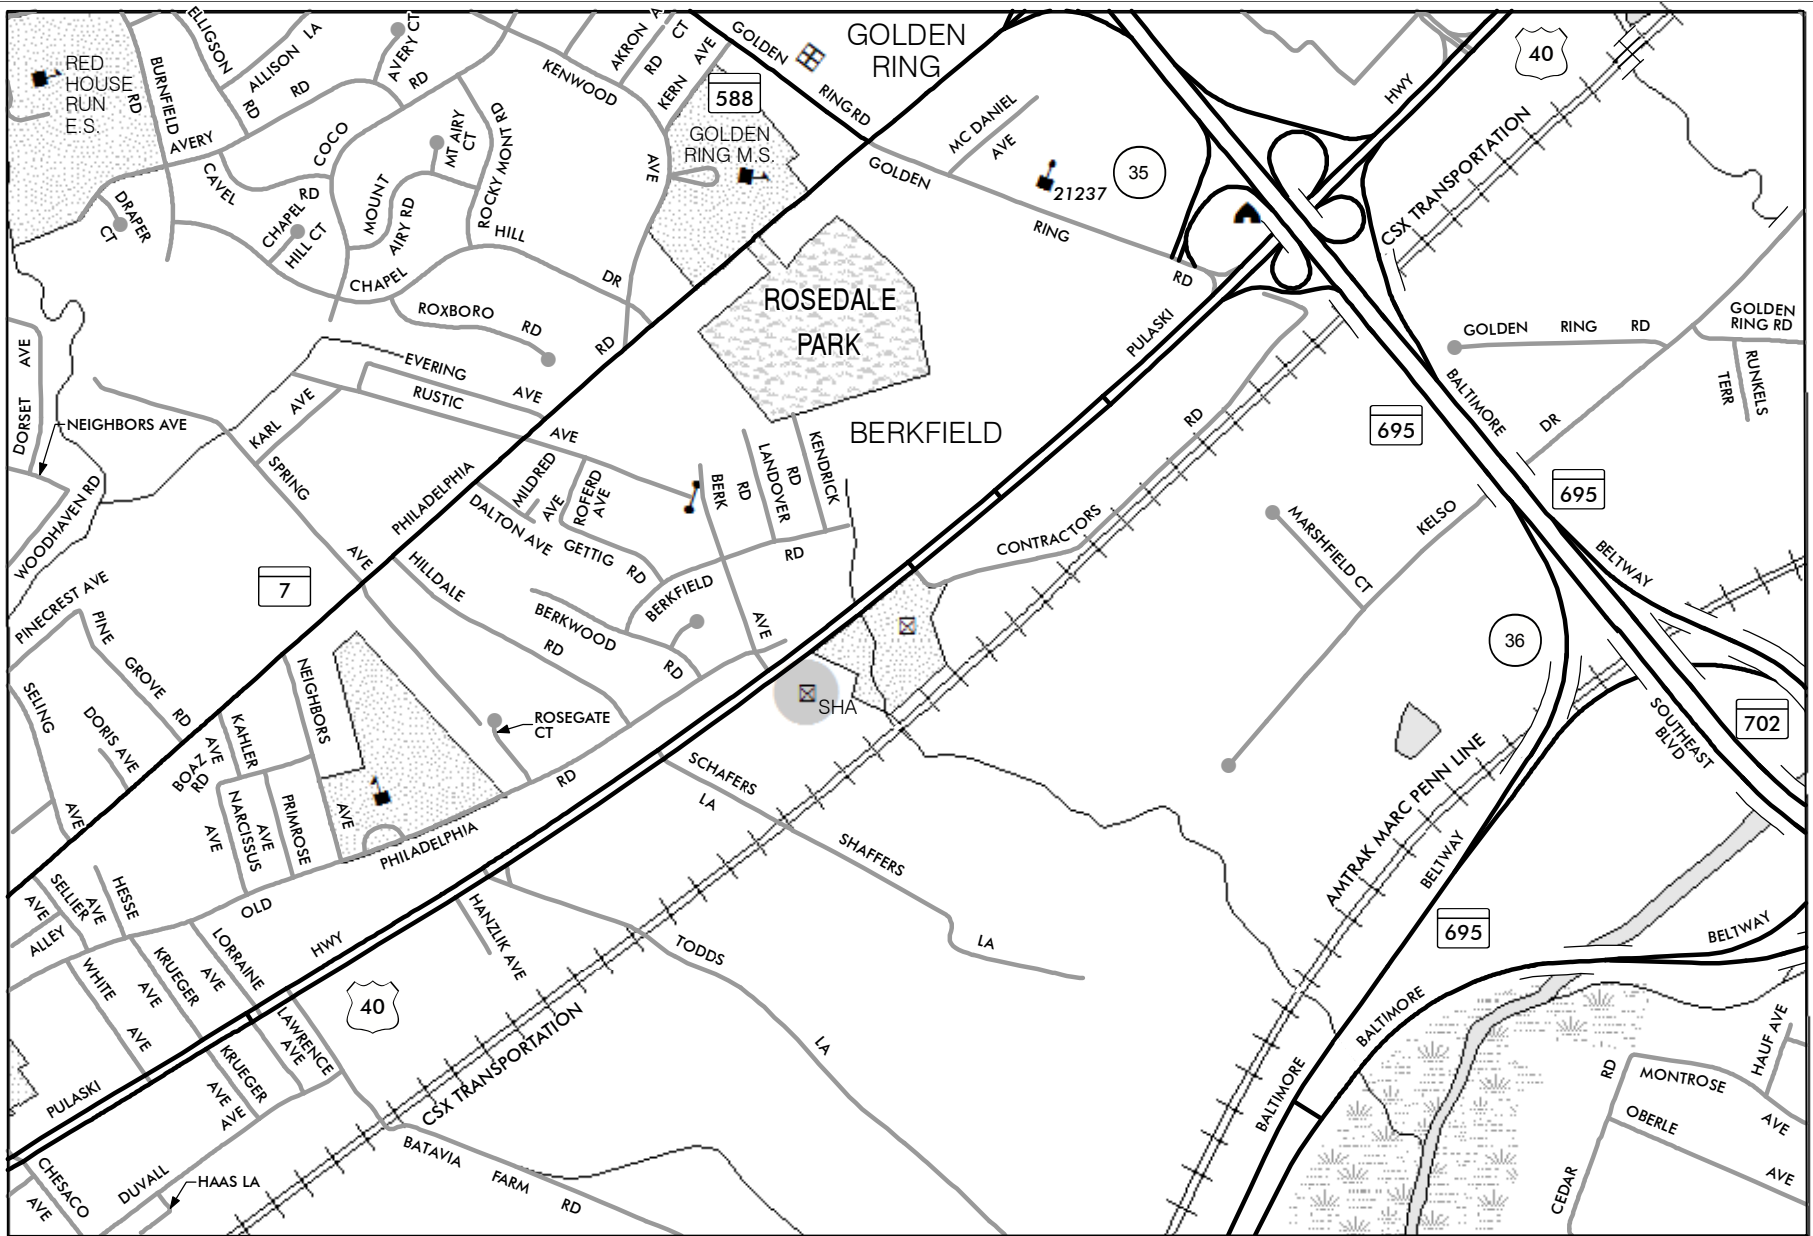 ELLIGSON
RD
ALLISON LA
AVERY CT
AKRON
RD
CT
KERN AVE
GOLDEN
RING RD
GOLDEN
RING
40
HWY
RED
HOUSE
RUN
E.S.
BURNFIELD
RD
AVERY
RD
RD
KENWOOD
AVE
588
GOLDEN
RING M.S.
MC DANIEL
AVE
35
21237
GOLDEN
RING
RD
CSX TRANSPORTATION
COCO
RD
MT AIRY
CT
ROCKY MONT RD
CAVEL
DRAPER
CT
CHAPEL
HILL CT
MOUNT
AIRY RD
CHAPEL
HILL
DR
ROXBORO
RD
RD
ROSEDALE
PARK
PULASKI
GOLDEN RING RD
GOLDEN
RING RD
RUNKELS
TERR
DORSET
AVE
NEIGHBORS AVE
EVERING
AVE
RUSTIC
AVE
KARL AVE
SPRING
AVE
BERKFIELD
RD
695
BALTIMORE
DR
695
KELSO
BELTWAY
WOODHAVEN RD
PHILADELPHIA
MILDRED
AVE
ROFERD
AVE
DALTON AVE
GETTIG
RD
BERK
AVE
LANDOVER
RD
KENDRICK
RD
RD
CONTRACTORS
MARSHFIELD CT
7
HILLDALE
RD
BERKWOOD
RD
BERKFIELD
PINECREST AVE
PINE
GROVE
RD
SELING
AVE
DORIS AVE
BOAZ
RD
KAHLER
AVE
NEIGHBORS
AVE
NARCISSUS
AVE
PRIMROSE
AVE
ROSEGATE
CT
RD
PHILADELPHIA
OLD
SHA
36
SOUTHEAST
BLVD
702
SCHAFERS
LA
SHAFFERS
LA
AMTRAK MARC PENN LINE
BELTWAY
695
BELTWAY
BALTIMORE
BALTIMORE
SELLIER
AVE
AVE
ALLEY
HESSE
AVE
LORRAINE
AVE
KRUEGER
AVE
WHITE
AVE
HWY
40
HANZLIK AVE
TODDS
LA
LAWRENCE
AVE
KRUEGER
AVE
AVE
CSX TRANSPORTATION
PULASKI
CHESACO
AVE
DUVALL
HAAS LA
BATAVIA
FARM
RD
HAUF AVE
RD
MONTROSE
AVE
OBERLE
AVE
CEDAR